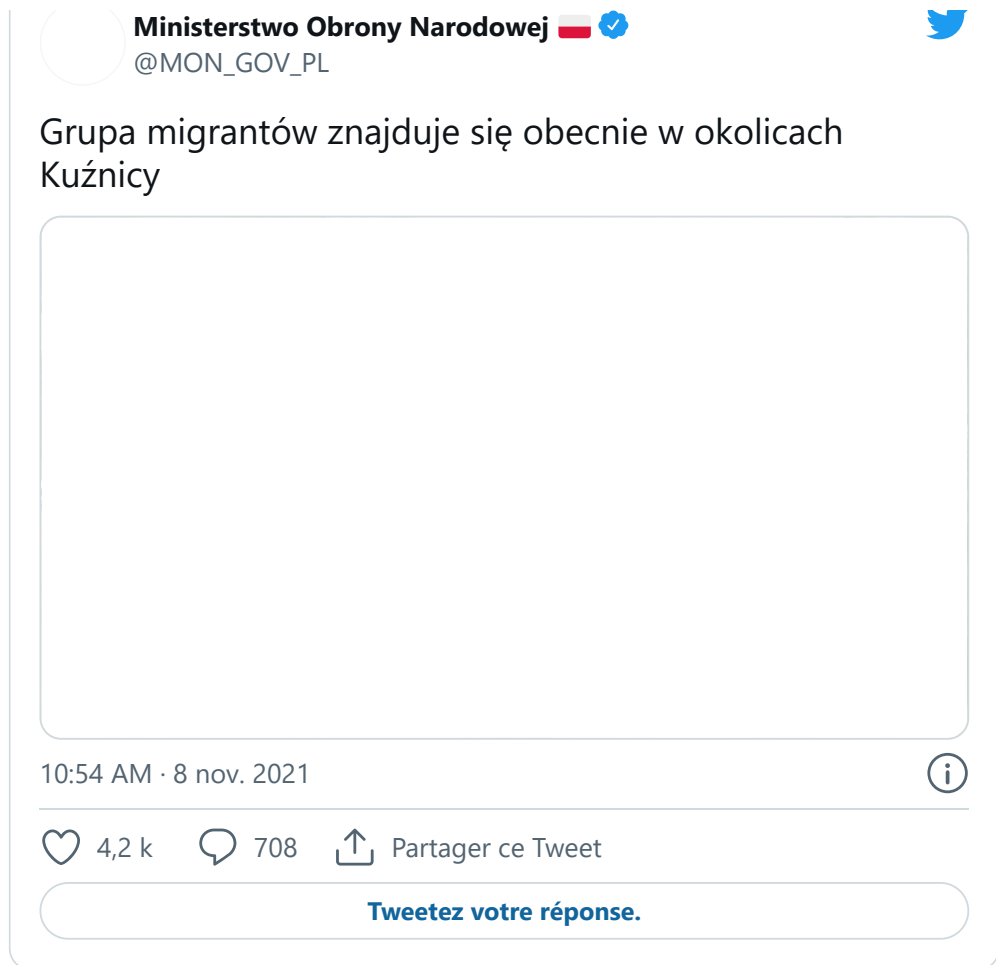 Ministerstwo Obrony Narodowej
@MON_GOV_PL
Grupa migrantów znajduje się obecnie w okolicach
Kuźnicy
10:54 AM · 8 nov. 2021
4,2 k 708 Partager ce Tweet
Tweetez votre réponse.